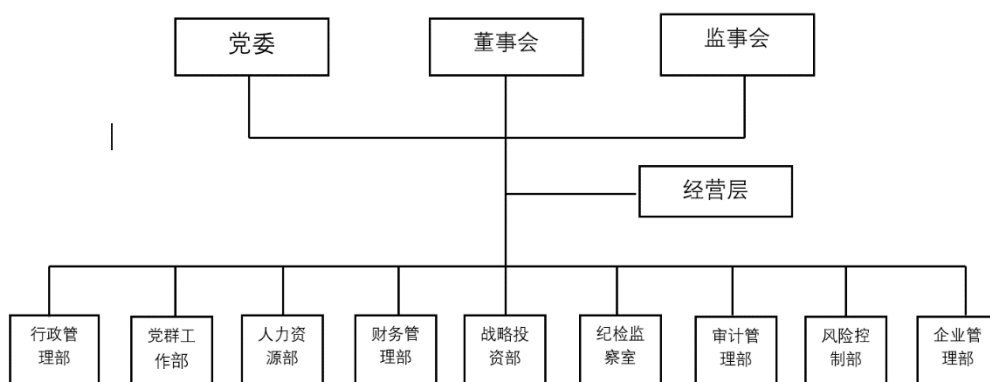 党委
董事会
监事会
经营层
行政管
理部
党群工
作部
人力资
源部
财务管
理部
战略投
资部
纪检监
察室
审计管
理部
风险控
制部
企业管
理部